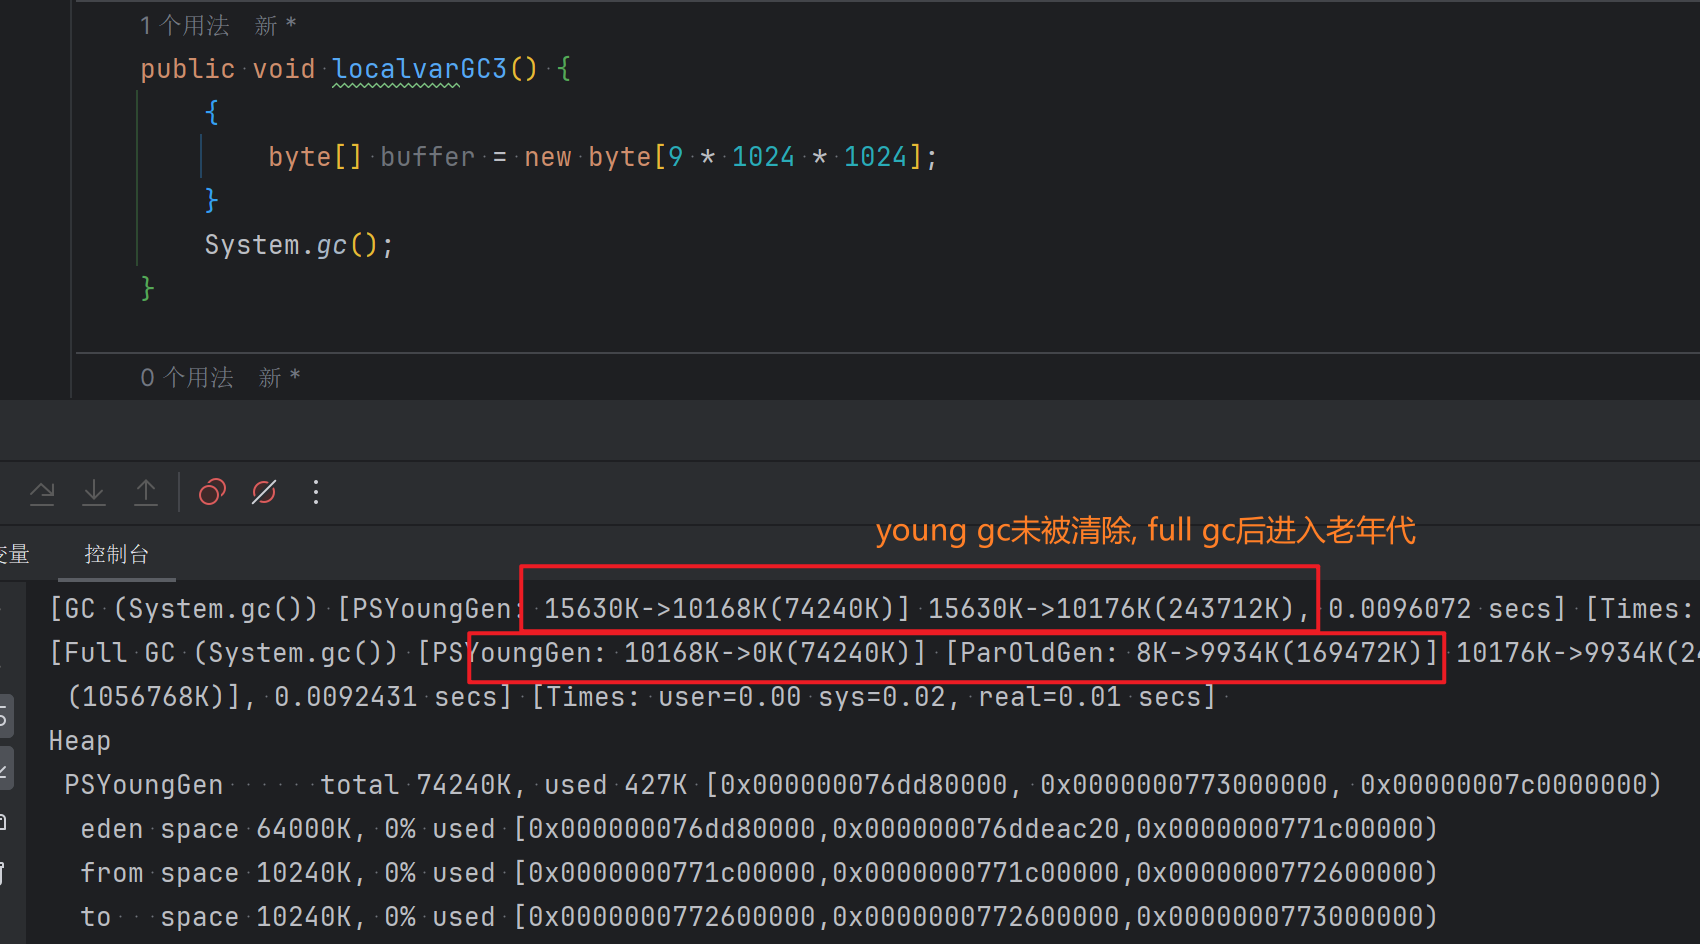 1 个用法 新 *
public void localvarGC3() {
{
byte[] buffer = new byte[9 * 1024 * 1024];
}
System.gc();
}
0 个用法 新 *
young gc未被清除, full gc后进入老年代
变量 控制台
[GC (System.gc()) [PSYoungGen: 15630K->10168K(74240K)] 15630K->10176K(243712K), 0.0096072 secs] [Times:
[Full GC (System.gc()) [PSYoungGen: 10168K->0K(74240K)] [ParOldGen: 8K->9934K(169472K)] 10176K->9934K(24
(1056768K)], 0.0092431 secs] [Times: user=0.00 sys=0.02, real=0.01 secs]
Heap
PSYoungGen total 74240K, used 427K [0x000000076dd80000, 0x0000000773000000, 0x00000007c0000000)
eden space 64000K, 0% used [0x000000076dd80000,0x000000076ddeac20,0x0000000771c00000)
from space 10240K, 0% used [0x0000000771c00000,0x0000000771c00000,0x0000000772600000)
to space 10240K, 0% used [0x0000000772600000,0x0000000772600000,0x0000000773000000)